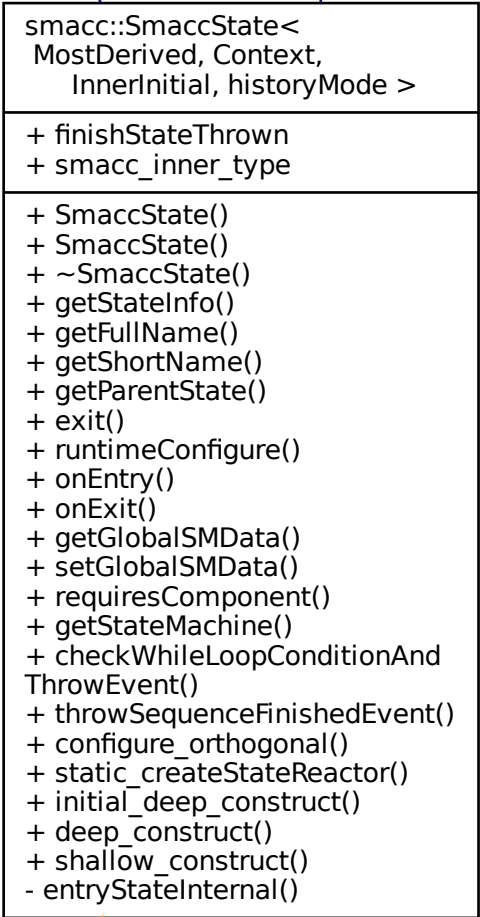 smacc::SmaccState<
MostDerived, Context,
InnerInitial, historyMode >
+ finishStateThrown
+ smacc_inner_type
+ SmaccState()
+ SmaccState()
+ ~SmaccState()
+ getStateInfo()
+ getFullName()
+ getShortName()
+ getParentState()
+ exit()
+ runtimeConfigure()
+ onEntry()
+ onExit()
+ getGlobalSMData()
+ setGlobalSMData()
+ requiresComponent()
+ getStateMachine()
+ checkWhileLoopConditionAnd
ThrowEvent()
+ throwSequenceFinishedEvent()
+ configure_orthogonal()
+ static_createStateReactor()
+ initial_deep_construct()
+ deep_construct()
+ shallow_construct()
- entryStateInternal()